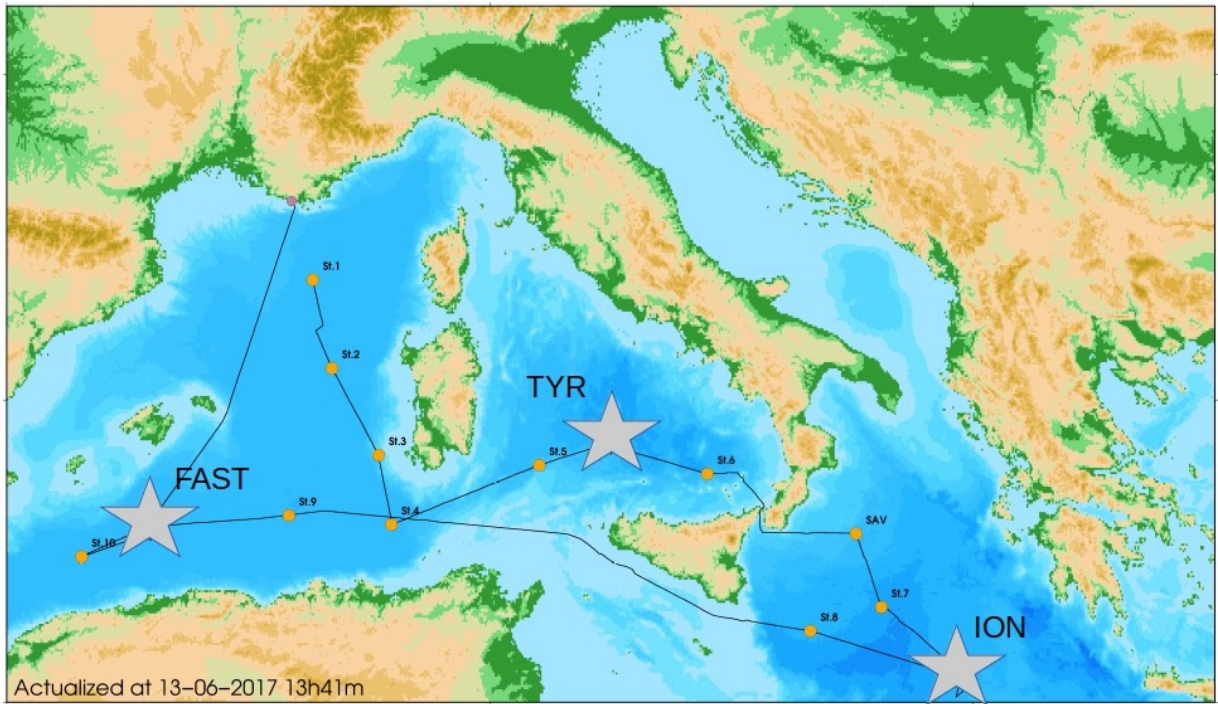 St.1
St.2
TYR
St.3
St.5
St.6
FAST
St.9
St.4
SAV
St.10
St.7
St.8
ION
Actualized at 13-06-2017 13h41m